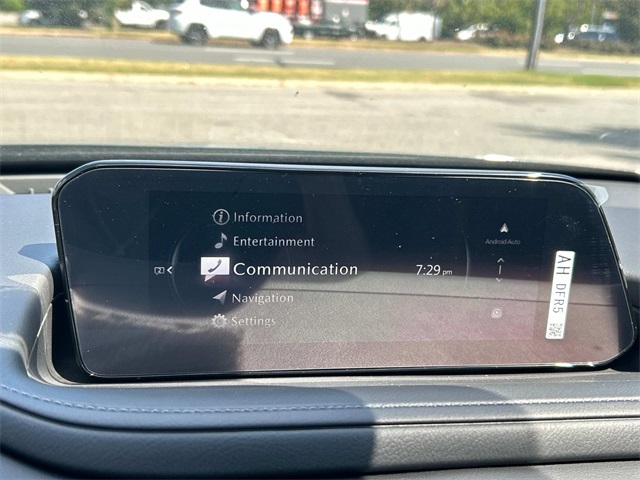 Information
Entertainment
Communication
7:29 pm
Navigation
Settings
Android Auto
AH DFR5